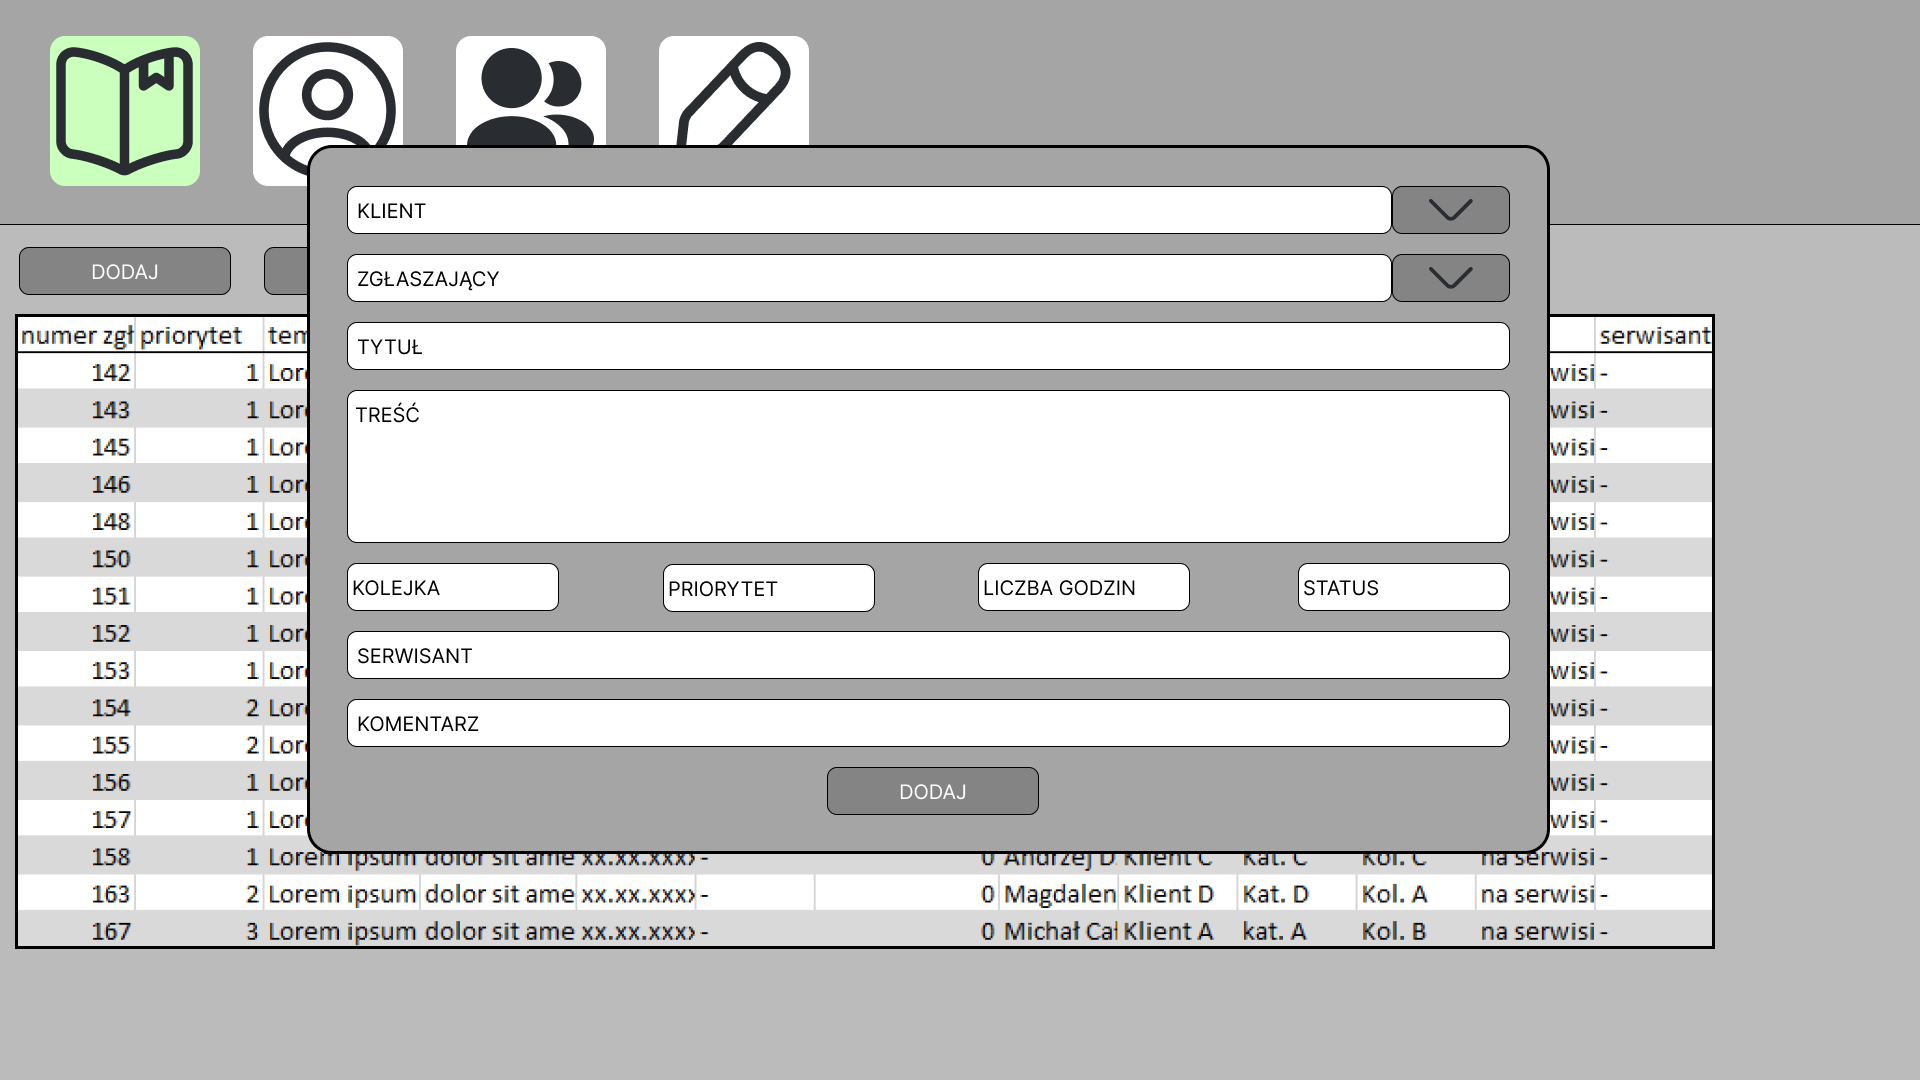 KLIENT
ZGŁASZAJĄCY
DODAJ
TYTUŁ
TREŚĆ
KOLEJKA PRIORYTET LICZBA GODZIN STATUS
SERWISANT
KOMENTARZ
DODAJ
numer zgł priorytet tem serwisant
142 1 Lor wisi -
143 1 Lor wisi -
145 1 Lor wisi -
146 1 Lor wisi -
148 1 Lor wisi -
150 1 Lor wisi -
151 1 Lor wisi -
152 1 Lor wisi -
153 1 Lor wisi -
154 2 Lor wisi -
155 2 Lor wisi -
156 1 Lor wisi -
157 1 Lor wisi -
158 1 Lorem ipsum dolor sit ame xx.xx.xxxx - 0 Andrzej D Klient C Kat. C Kol. C na serwisi -
163 2 Lorem ipsum dolor sit ame xx.xx.xxxx - 0 Magdalen Klient D Kat. D Kol. A na serwisi -
167 3 Lorem ipsum dolor sit ame xx.xx.xxxx - 0 Michał Cał Klient A kat. A Kol. B na serwisi -